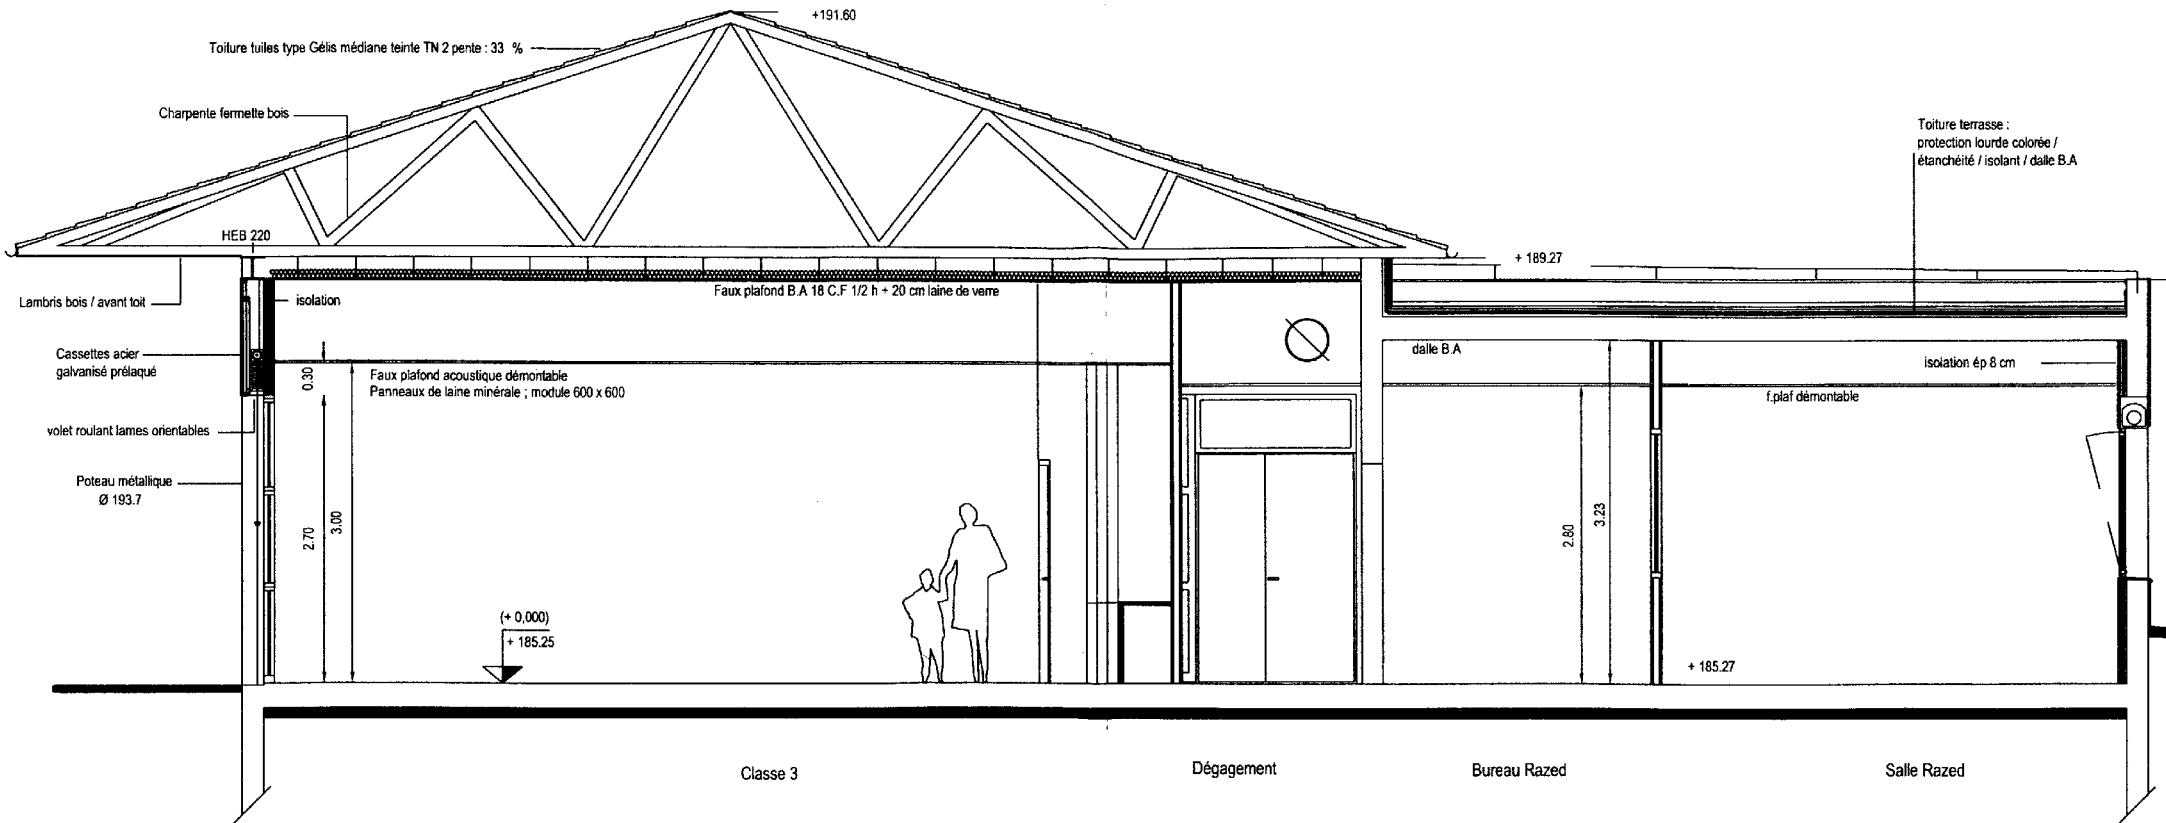 +191.60
Toiture tuiles type Gélis médiane teinte TN 2 pente : 33 %
Charpente fermette bois
Toiture terrasse :
protection lourde colorée /
étanchéité / isolant / dalle B.A
HEB 220
+ 189.27
Lambris bois / avant toit
isolation
Faux plafond B.A 18 C.F 1/2 h + 20 cm laine de verre
Cassettes acier
galvanisé prélaqué
0.30
Faux plafond acoustique démontable
Panneaux de laine minérale ; module 600 x 600
dalle B.A
isolation ép 8 cm
f.plaf démontable
volet roulant lames orientables
Poteau métallique
Ø 193.7
2.70
3.00
2.80
3.23
(+ 0,000)
+ 185.25
+ 185.27
Classe 3
Dégagement
Bureau Razed
Salle Razed